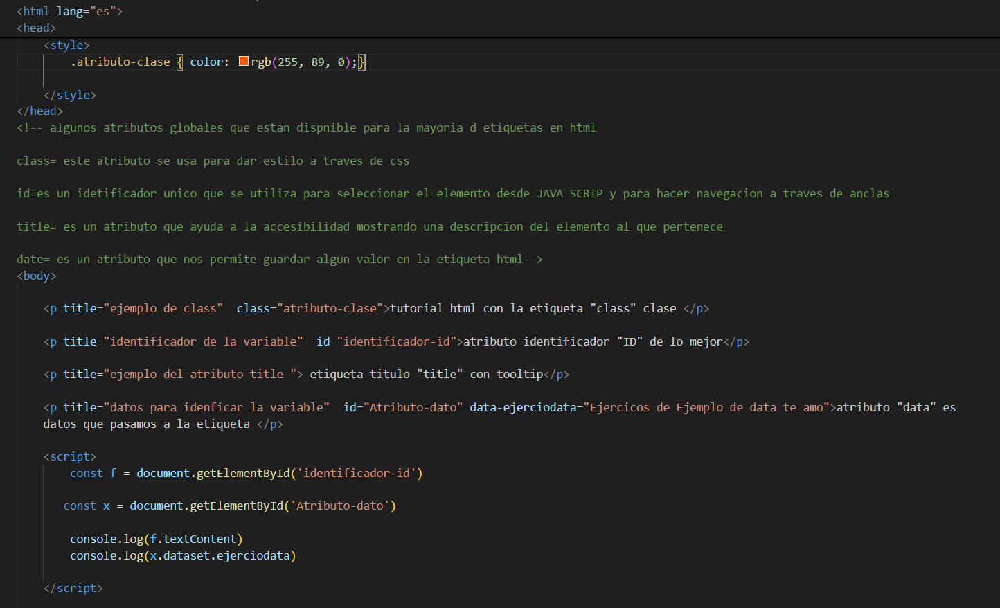 <html lang="es">
<head>
<style>
.atributo-clase { color: rgb(255, 89, 0);}
</style>
</head>
<!-- algunos atributos globales que estan dispnible para la mayoria d etiquetas en html
class= este atributo se usa para dar estilo a traves de css
id=es un idetificador unico que se utiliza para seleccionar el elemento desde JAVA SCRIP y para hacer navegacion a traves de anclas
title= es un atributo que ayuda a la accesibilidad mostrando una descripcion del elemento al que pertenece
date= es un atributo que nos permite guardar algun valor en la etiqueta html-->
<body>
<p title="ejemplo de class"  class="atributo-clase">tutorial html con la etiqueta "class" clase </p>
<p title="identificador de la variable"  id="identificador-id">atributo identificador "ID" de lo mejor</p>
<p title="ejemplo del atributo title "> etiqueta titulo "title" con tooltip</p>
<p title="datos para idenficar la variable"  id="Atributo-dato" data-ejerciodata="Ejercicos de Ejemplo de data te amo">atributo "data" es
datos que pasamos a la etiqueta </p>
<script>
const f = document.getElementById('identificador-id')
const x = document.getElementById('Atributo-dato')
console.log(f.textContent)
console.log(x.dataset.ejerciodata)
</script>